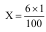 X = 6×1/100